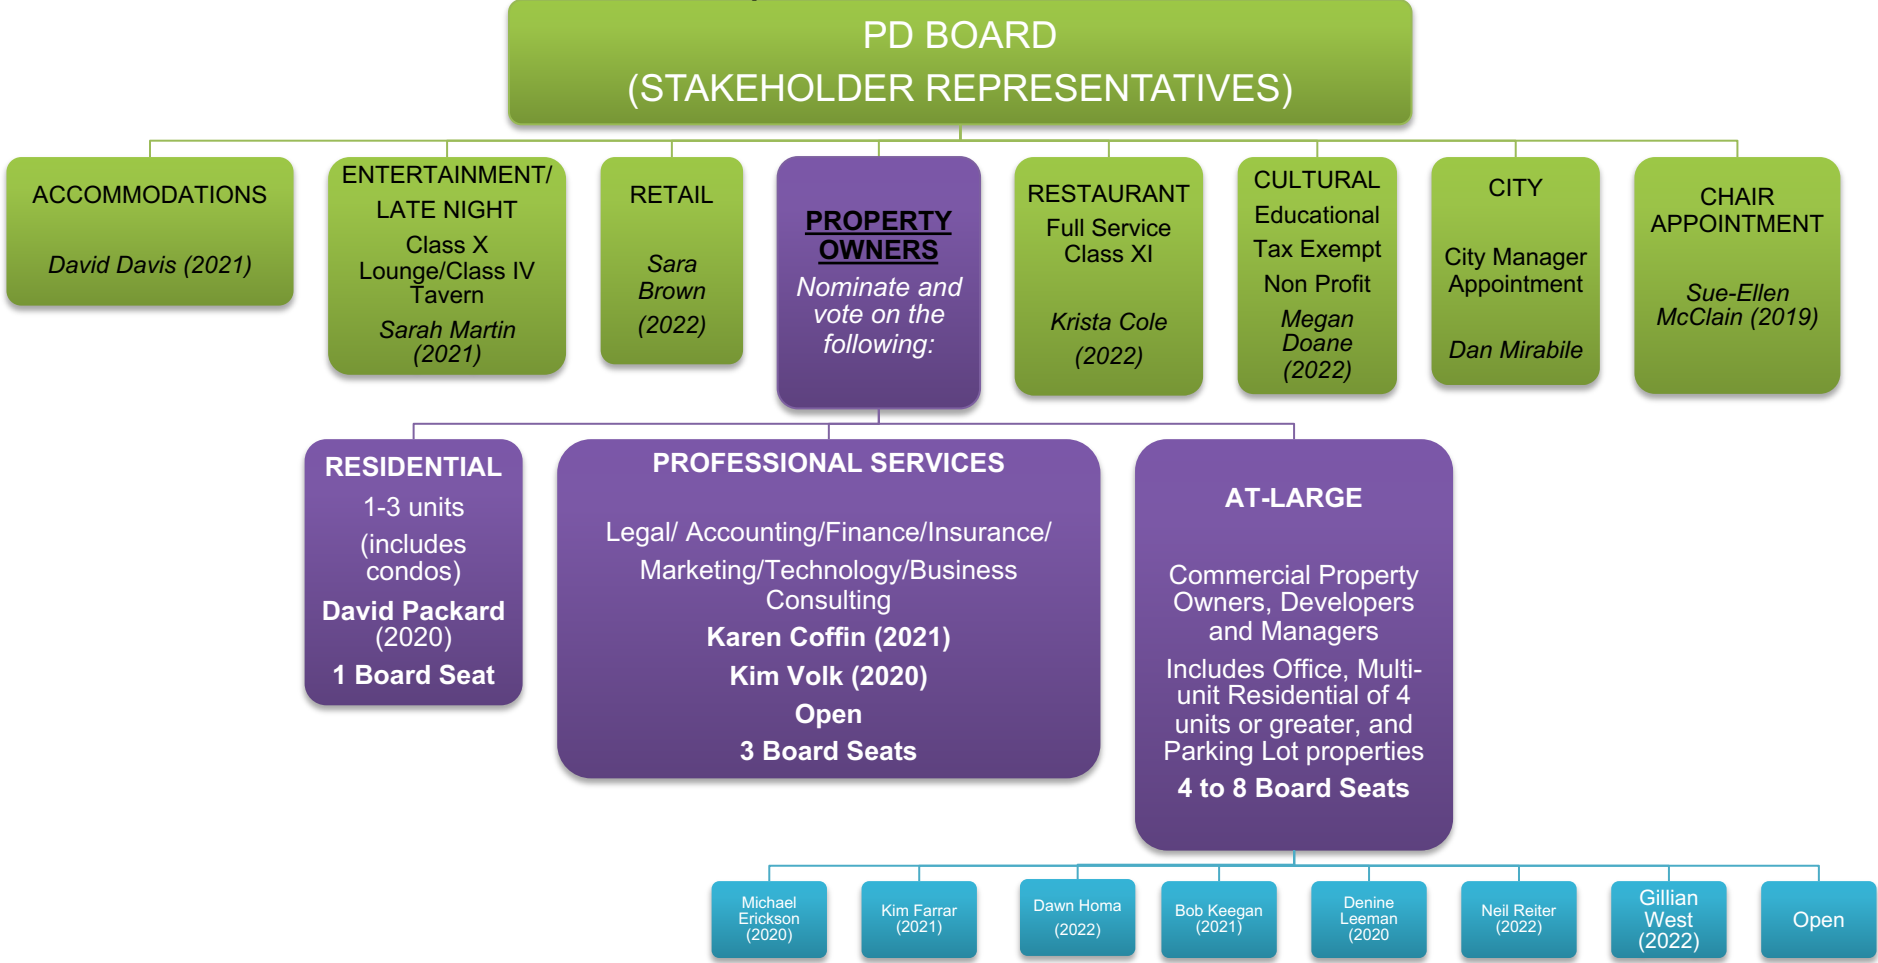 PD BOARD
(STAKEHOLDER REPRESENTATIVES)
ACCOMMODATIONS
David Davis (2021)
ENTERTAINMENT/
LATE NIGHT
Class X
Lounge/Class IV
Tavern
Sarah Martin
(2021)
RETAIL
Sara
Brown
(2022)
PROPERTY
OWNERS
Nominate and
vote on the
following:
RESTAURANT
Full Service
Class XI
Krista Cole
(2022)
CULTURAL
Educational
Tax Exempt
Non Profit
Megan
Doane
(2022)
CITY
City Manager
Appointment
Dan Mirabile
CHAIR
APPOINTMENT
Sue-Ellen
McClain (2019)
RESIDENTIAL
1-3 units
(includes
condos)
David Packard
(2020)
1 Board Seat
PROFESSIONAL SERVICES
Legal/ Accounting/Finance/Insurance/
Marketing/Technology/Business
Consulting
Karen Coffin (2021)
Kim Volk (2020)
Open
3 Board Seats
AT-LARGE
Commercial Property
Owners, Developers
and Managers
Includes Office, Multi-
unit Residential of 4
units or greater, and
Parking Lot properties
4 to 8 Board Seats
Michael
Erickson
(2020)
Kim Farrar
(2021)
Dawn Homa
(2022)
Bob Keegan
(2021)
Denine
Leeman
(2020
Neil Reiter
(2022)
Gillian
West
(2022)
Open